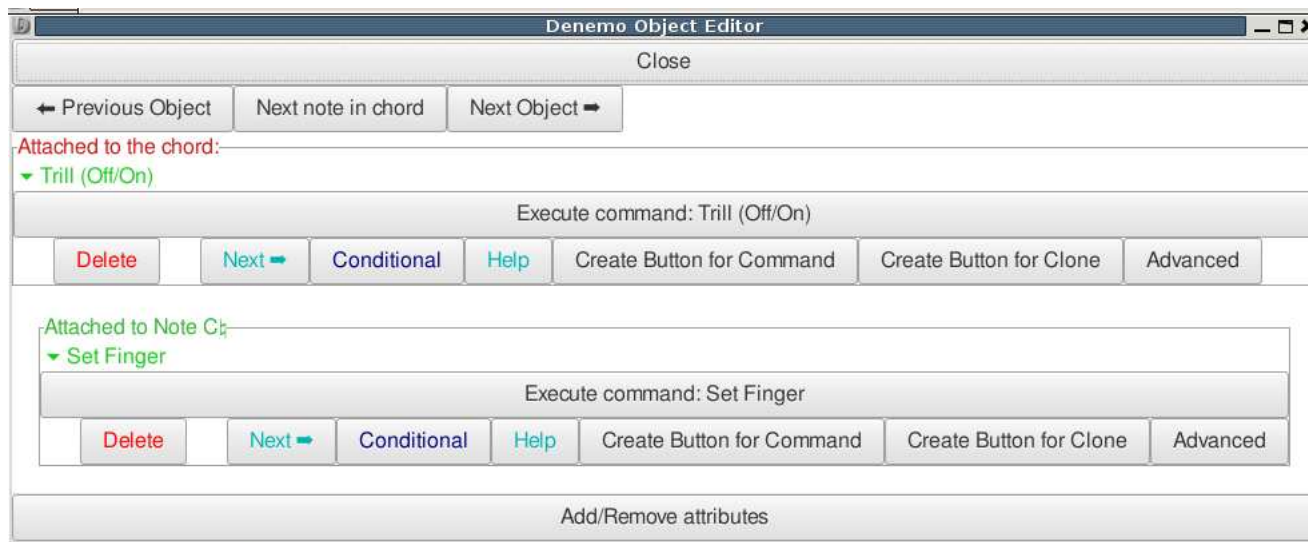 Denemo Object Editor
Close
⬅ Previous Object Next note in chord Next Object ➡
Attached to the chord:
Trill (Off/On)
Execute command: Trill (Off/On)
Delete Next ➡ Conditional Help Create Button for Command Create Button for Clone Advanced
Attached to Note C♮
Set Finger
Execute command: Set Finger
Delete Next ➡ Conditional Help Create Button for Command Create Button for Clone Advanced
Add/Remove attributes